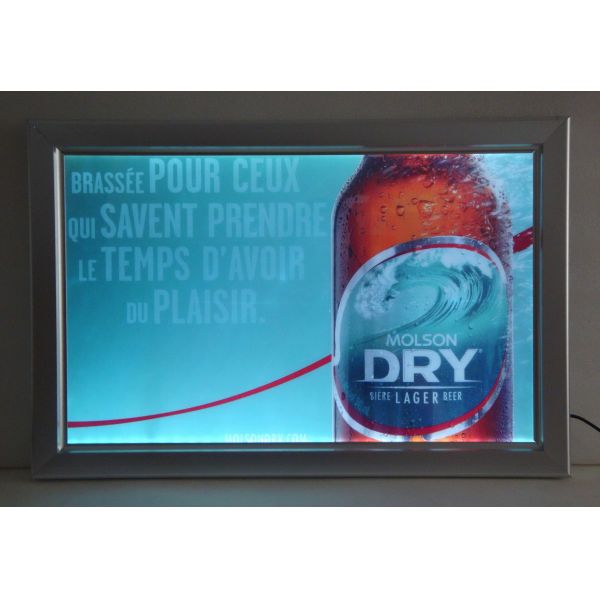 BRASSÉE POUR CEUX
QUI SAVENT PRENDRE
LE TEMPS D'AVOIR
DU PLAISIR.
MOLSON
DRY
BIÈRE LAGER BEER
MOLSONDRY.COM